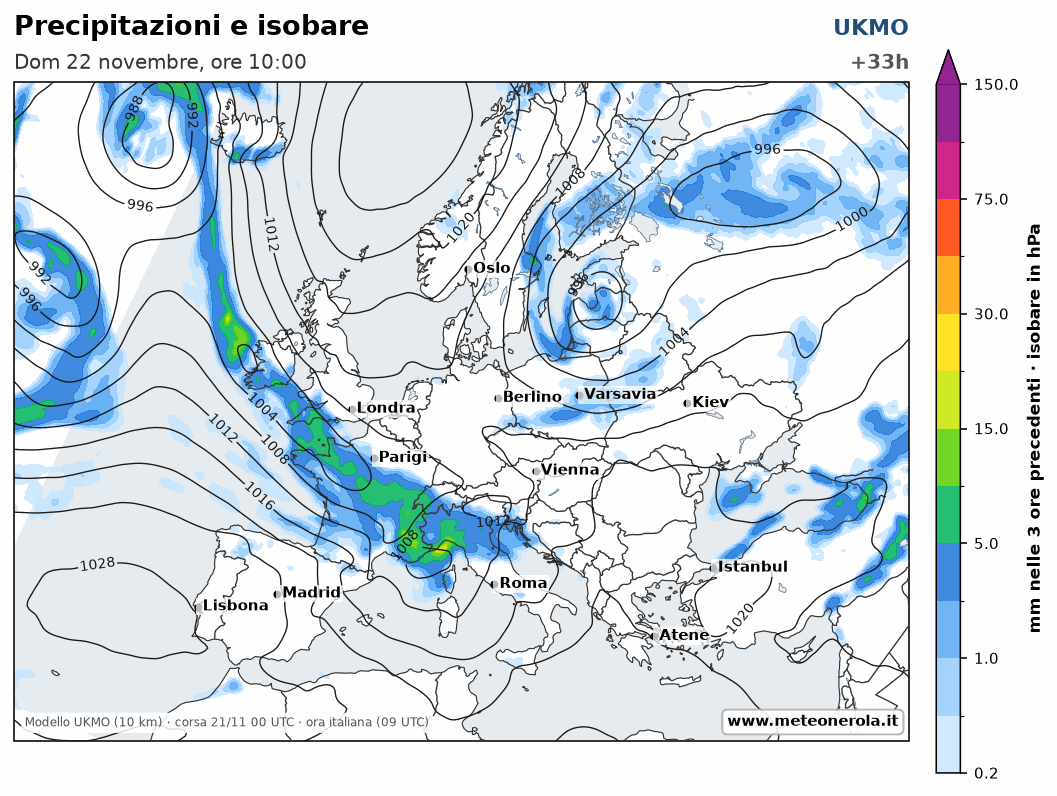 Precipitazioni e isobare
UKMO
Dom 22 novembre, ore 10:00
+33h
150.0
75.0
30.0
15.0
5.0
1.0
0.2
mm nelle 3 ore precedenti · isobare in hPa
988
992
996
1012
1020
1008
996
1000
992
996
996
1004
Oslo
Berlino
Varsavia
Kiev
Londra
Parigi
Vienna
1004
1012
1008
1016
1012
1008
1028
Lisbona
Madrid
Roma
Istanbul
Atene
1020
Modello UKMO (10 km) · corsa 21/11 00 UTC · ora italiana (09 UTC)
www.meteonerola.it